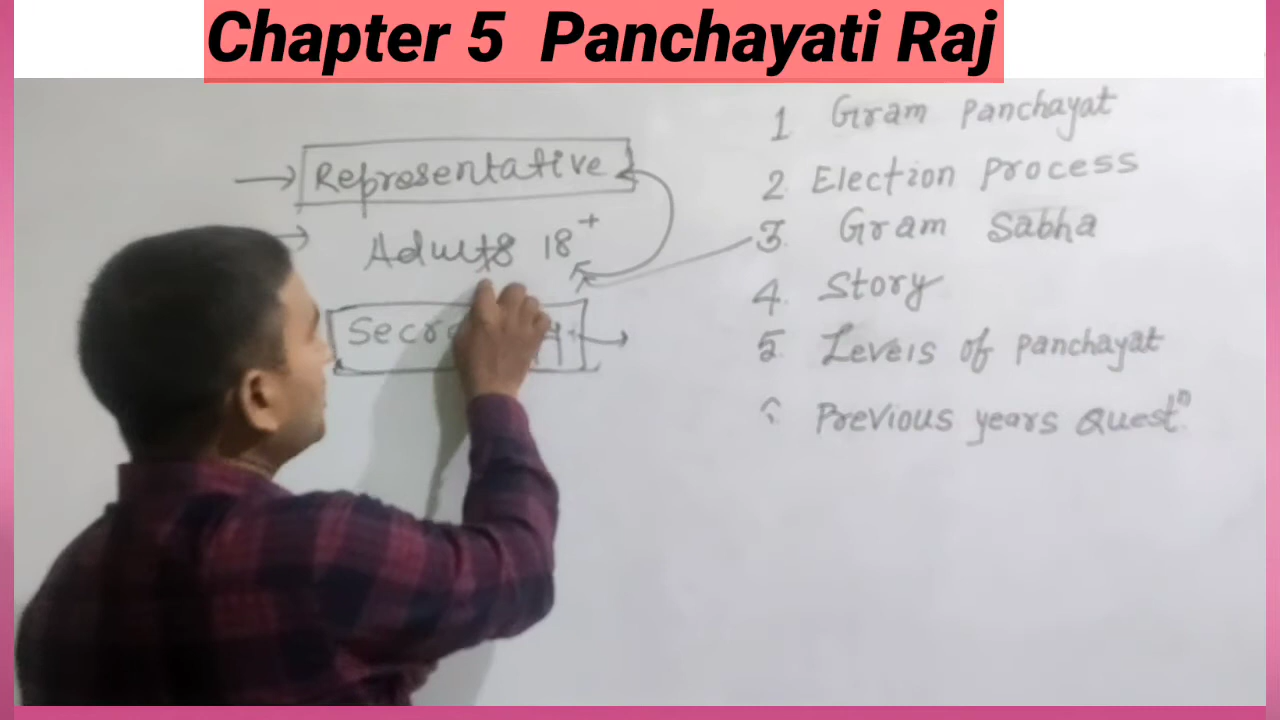 Chapter 5 Panchayati Raj
Representative
Adults 18+
1 Gram Panchayat
2 Election Process
3 Gram Sabha
4. Story
5 Levels of panchayat
Previous years Questⁿ.